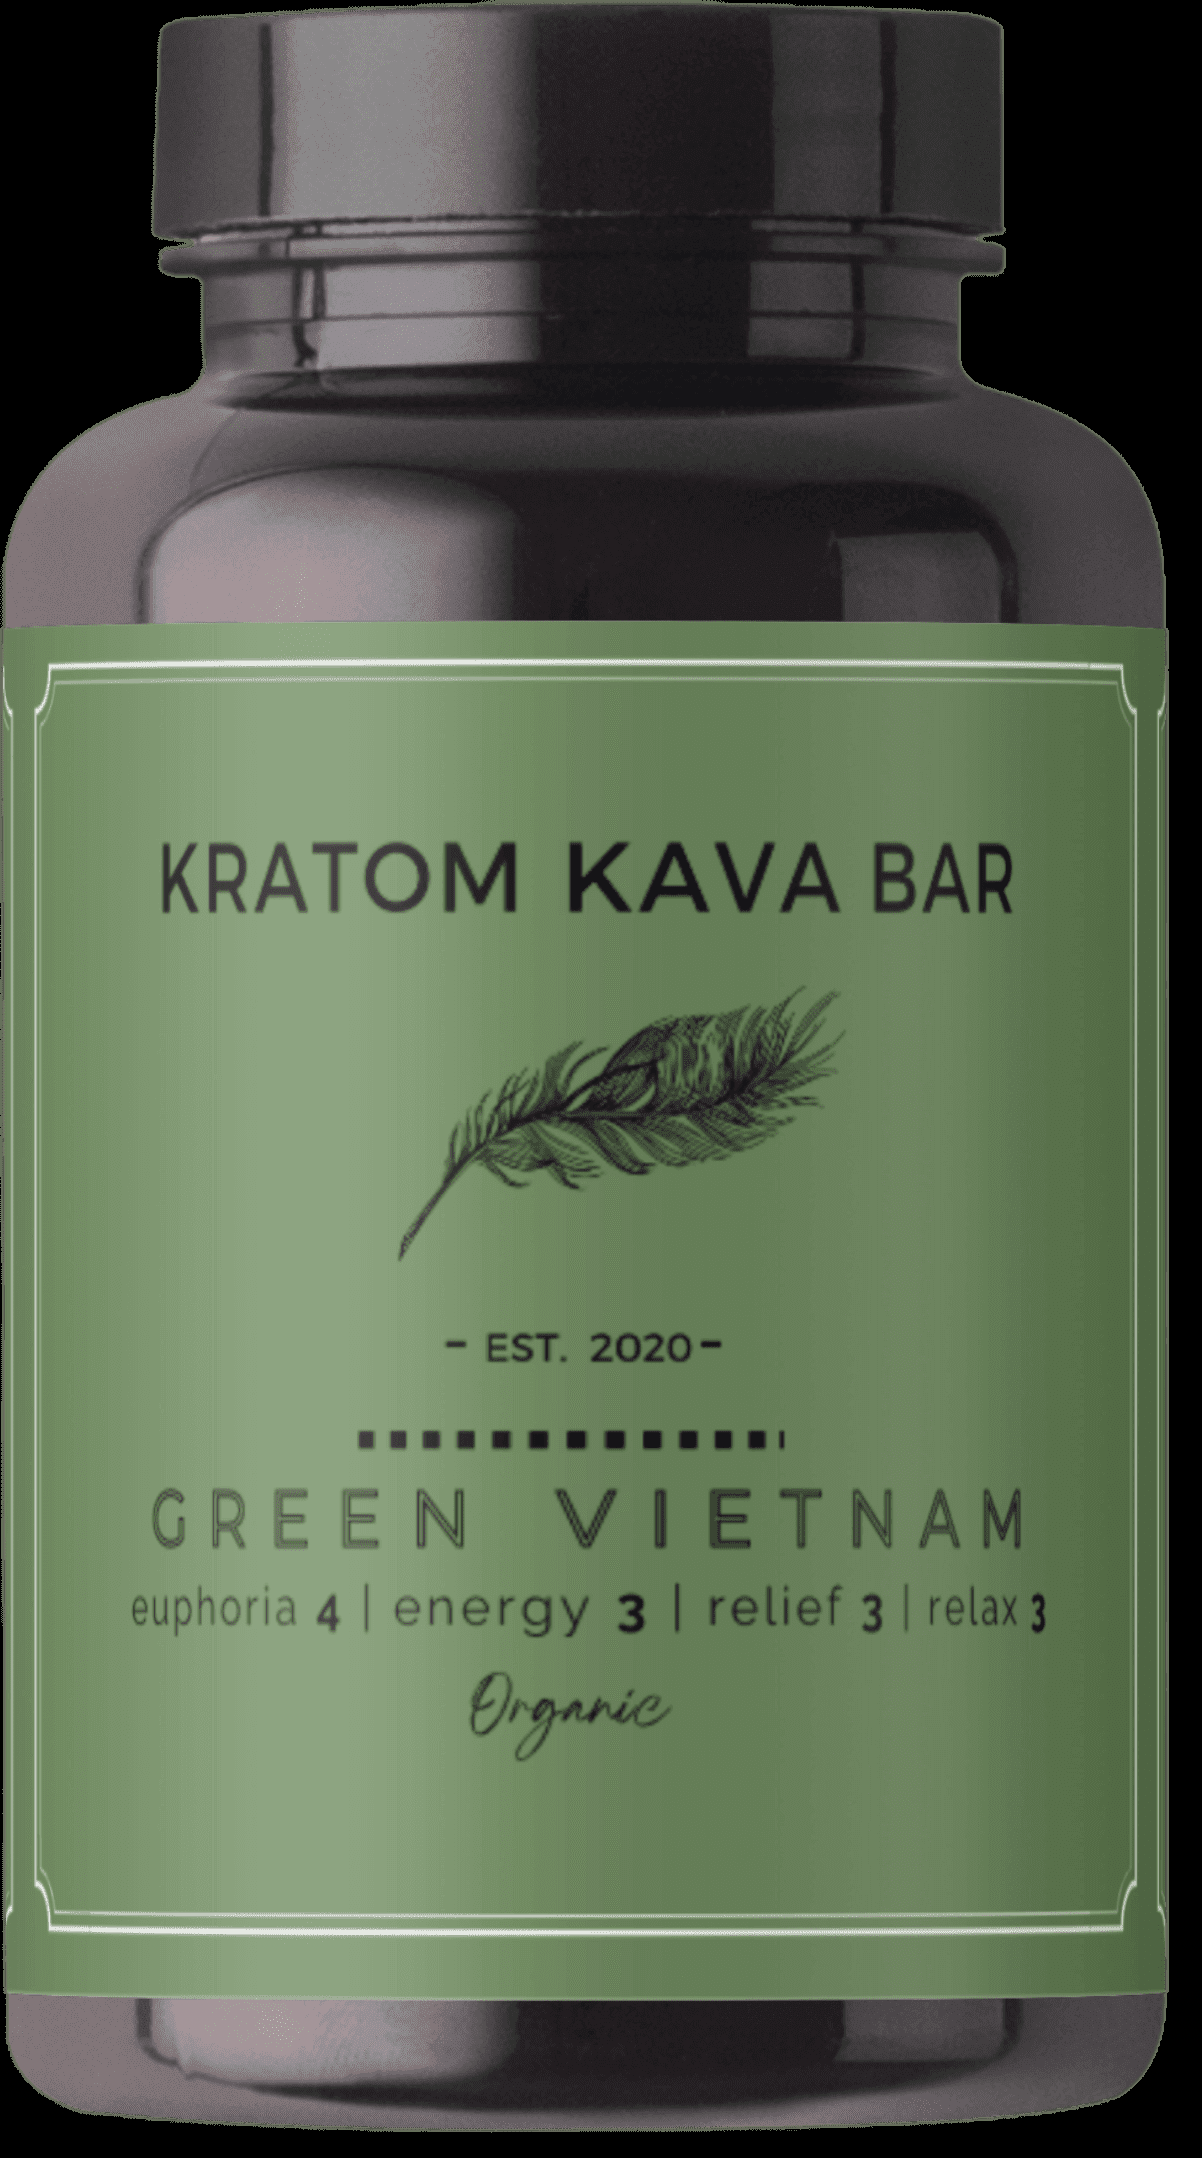 KRATOM KAVA BAR
- EST. 2020-
GREEN VIETNAM
euphoria 4 | energy 3 | relief 3 | relax 3
Organic